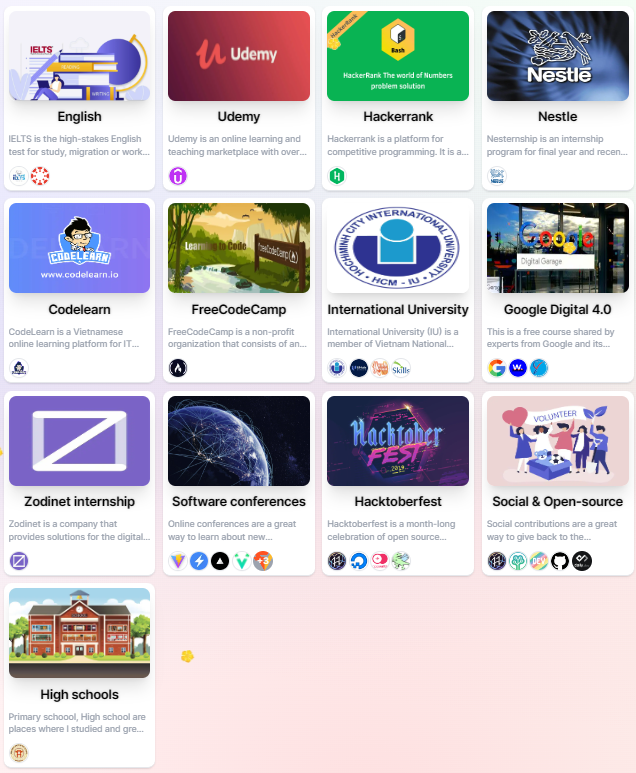 IELTS
READING
WRITING
English
IELTS is the high-stakes English
test for study, migration or work...
IELTS
Udemy
Udemy
Udemy is an online learning and
teaching marketplace with over...
HackerRank
Bash
HackerRank The world of Numbers
problem solution
Hackerrank
Hackerrank is a platform for
competitive programming. It is a...
H
Nestlé
Nestle
Nesternship is an internship
program for final year and recen...
CODELEARN
www.codelearn.io
Codelearn
CodeLearn is a Vietnamese
online learning platform for IT...
Learning to Code
freeCodeCamp
FreeCodeCamp
FreeCodeCamp is a non-profit
organization that consists of an...
HOCHIMINH CITY INTERNATIONAL UNIVERSITY
HCM - IU
International University
International University (IU) is a
member of Vietnam National...
Skills
Google
Digital Garage
Google Digital 4.0
This is a free course shared by
experts from Google and its...
G
W.
Zodinet internship
Zodinet is a company that
provides solutions for the digital...
Software conferences
Online conferences are a great
way to learn about new...
+3
Hacktober
FEST
2019
Hacktoberfest
Hacktoberfest is a month-long
celebration of open source...
VOLUNTEER
Social & Open-source
Social contributions are a great
way to give back to the...
DEV
High schools
Primary schoool, High school are
places where I studied and gre...